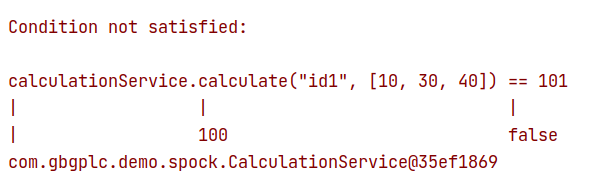 Condition not satisfied:
calculationService.calculate("id1", [10, 30, 40]) == 101
|                  |                             |
|                  100                           false
com.gbgplc.demo.spock.CalculationService@35ef1869